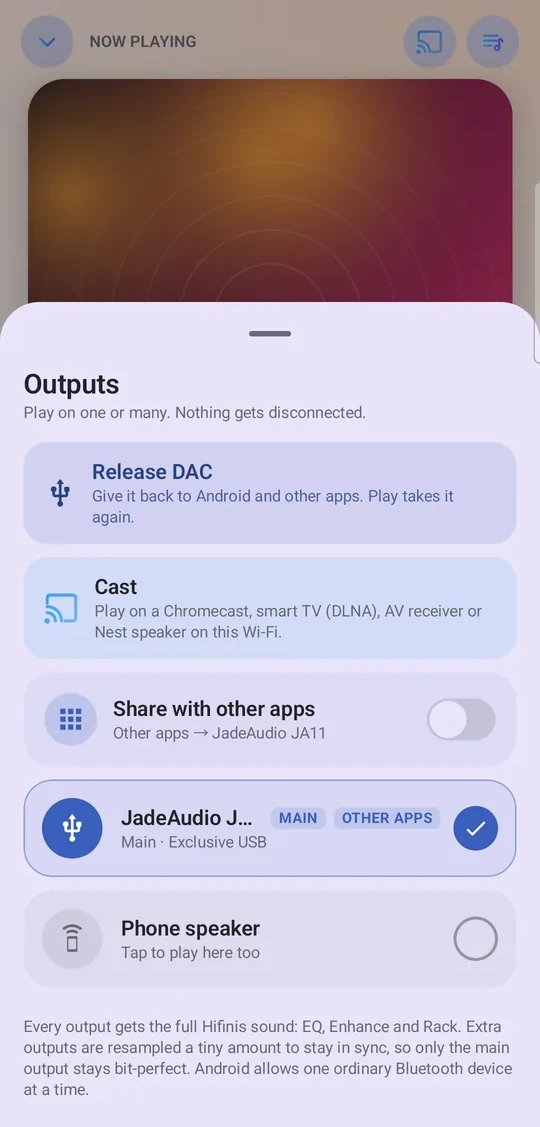 NOW PLAYING
Outputs
Play on one or many. Nothing gets disconnected.
Release DAC
Give it back to Android and other apps. Play takes it
again.
Cast
Play on a Chromecast, smart TV (DLNA), AV receiver or
Nest speaker on this Wi-Fi.
Share with other apps
Other apps → JadeAudio JA11
JadeAudio J... MAIN OTHER APPS
Main · Exclusive USB
Phone speaker
Tap to play here too
Every output gets the full Hifinis sound: EQ, Enhance and Rack. Extra
outputs are resampled a tiny amount to stay in sync, so only the main
output stays bit-perfect. Android allows one ordinary Bluetooth device
at a time.